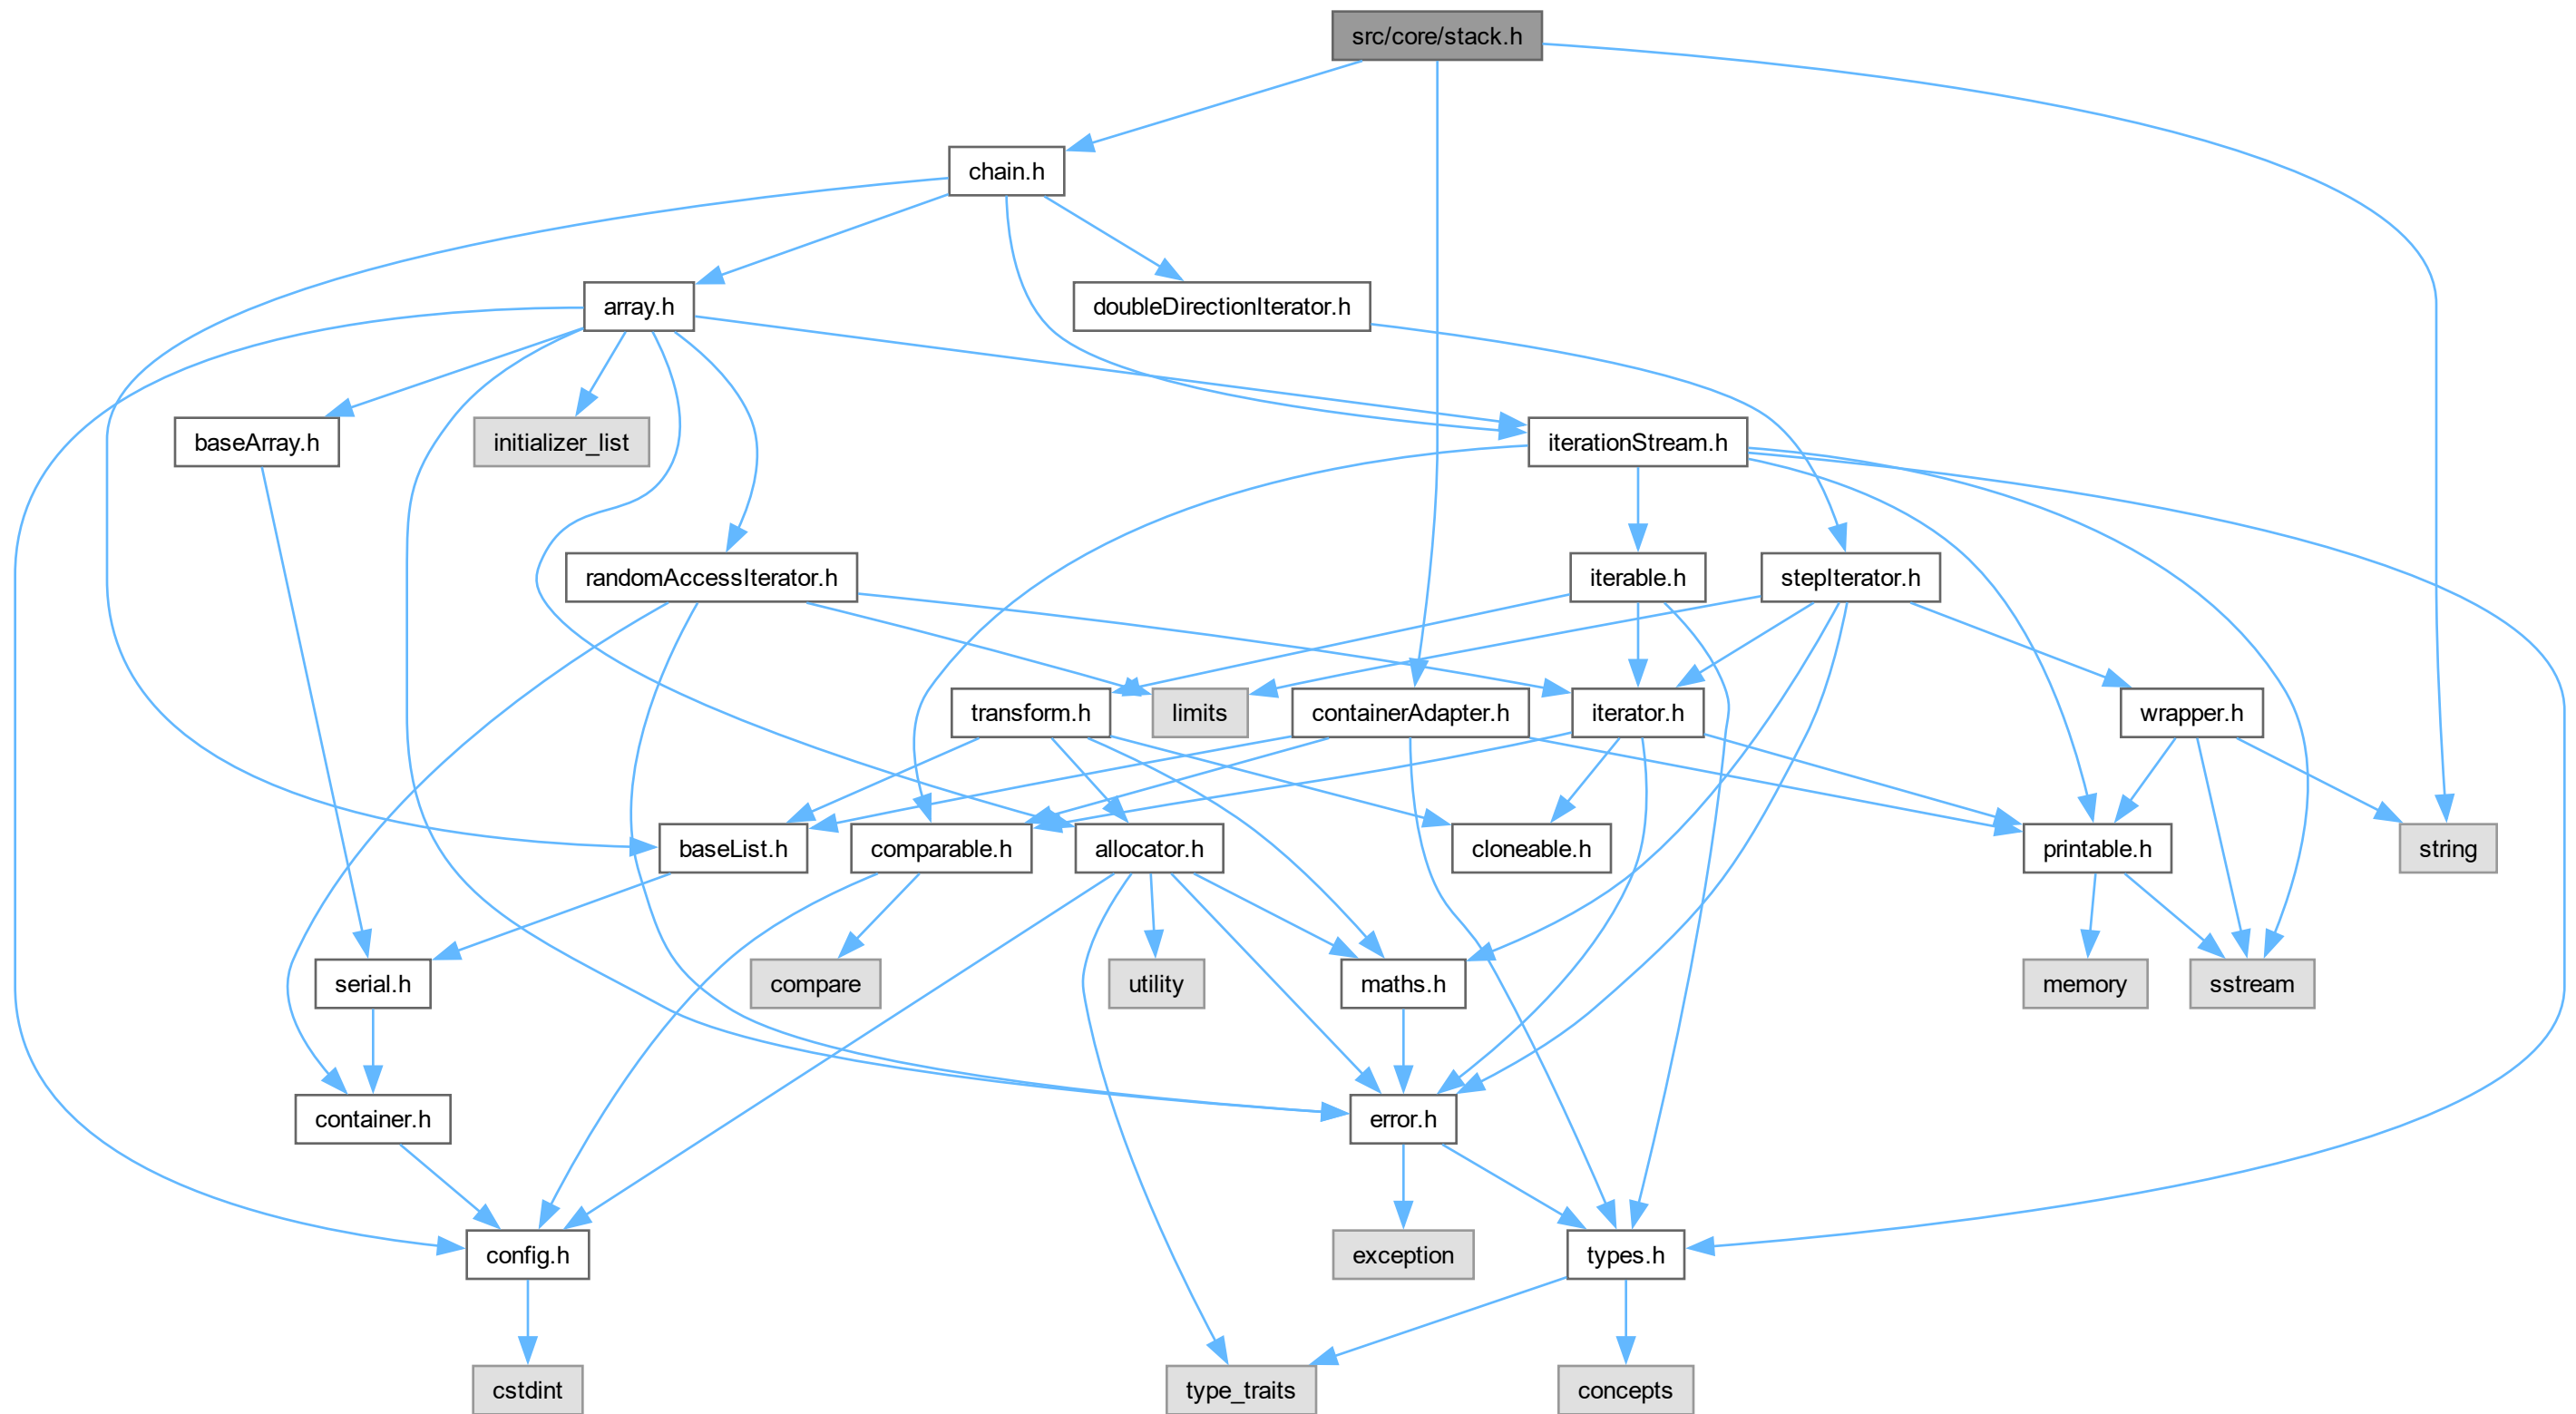 src/core/stack.h
chain.h
array.h
doubleDirectionIterator.h
baseArray.h
initializer_list
iterationStream.h
randomAccessIterator.h
iterable.h
stepIterator.h
transform.h
limits
containerAdapter.h
iterator.h
wrapper.h
baseList.h
comparable.h
allocator.h
cloneable.h
printable.h
string
serial.h
compare
utility
maths.h
memory
sstream
container.h
error.h
config.h
exception
types.h
cstdint
type_traits
concepts